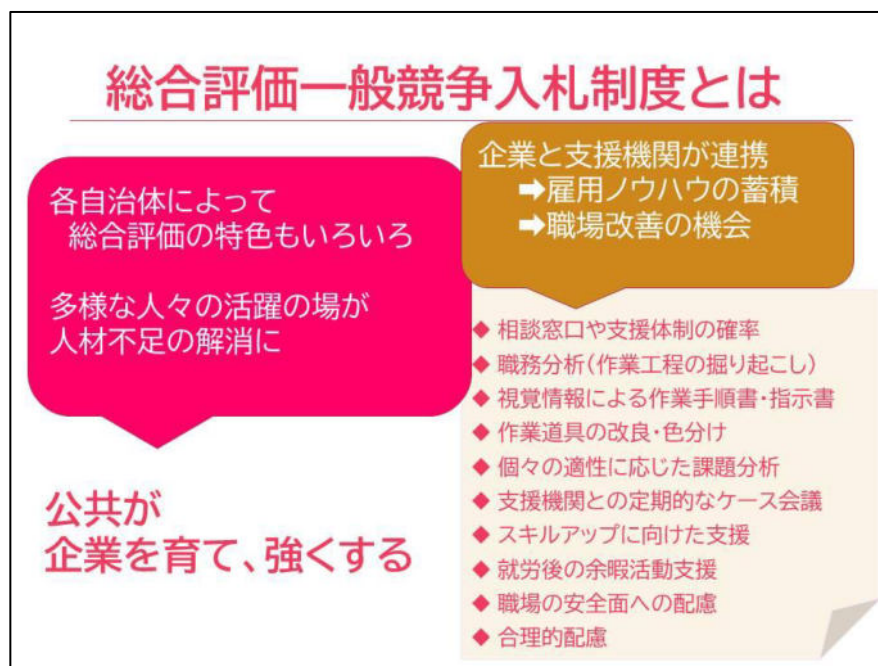 総合評価一般競争入札制度とは
各自治体によって
総合評価の特色もいろいろ
多様な人々の活躍の場が
人材不足の解消に
公共が
企業を育て、強くする
企業と支援機関が連携
➡雇用ノウハウの蓄積
➡職場改善の機会
◆ 相談窓口や支援体制の確率
◆ 職務分析(作業工程の掘り起こし)
◆ 視覚情報による作業手順書・指示書
◆ 作業道具の改良・色分け
◆ 個々の適性に応じた課題分析
◆ 支援機関との定期的なケース会議
◆ スキルアップに向けた支援
◆ 就労後の余暇活動支援
◆ 職場の安全面への配慮
◆ 合理的配慮